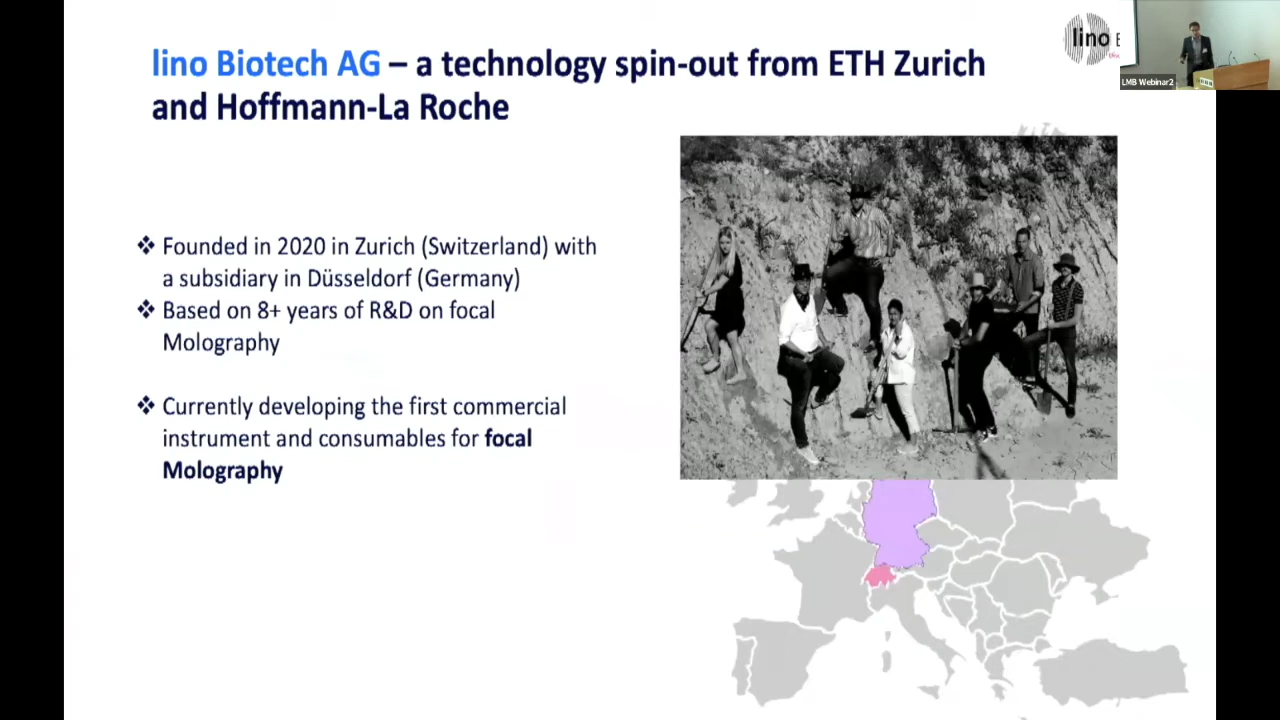 lino Biotech AG – a technology spin-out from ETH Zurich
and Hoffmann-La Roche
lino
LMB Webinar2
❖ Founded in 2020 in Zurich (Switzerland) with
a subsidiary in Düsseldorf (Germany)
❖ Based on 8+ years of R&D on focal
Molography
❖ Currently developing the first commercial
instrument and consumables for focal
Molography